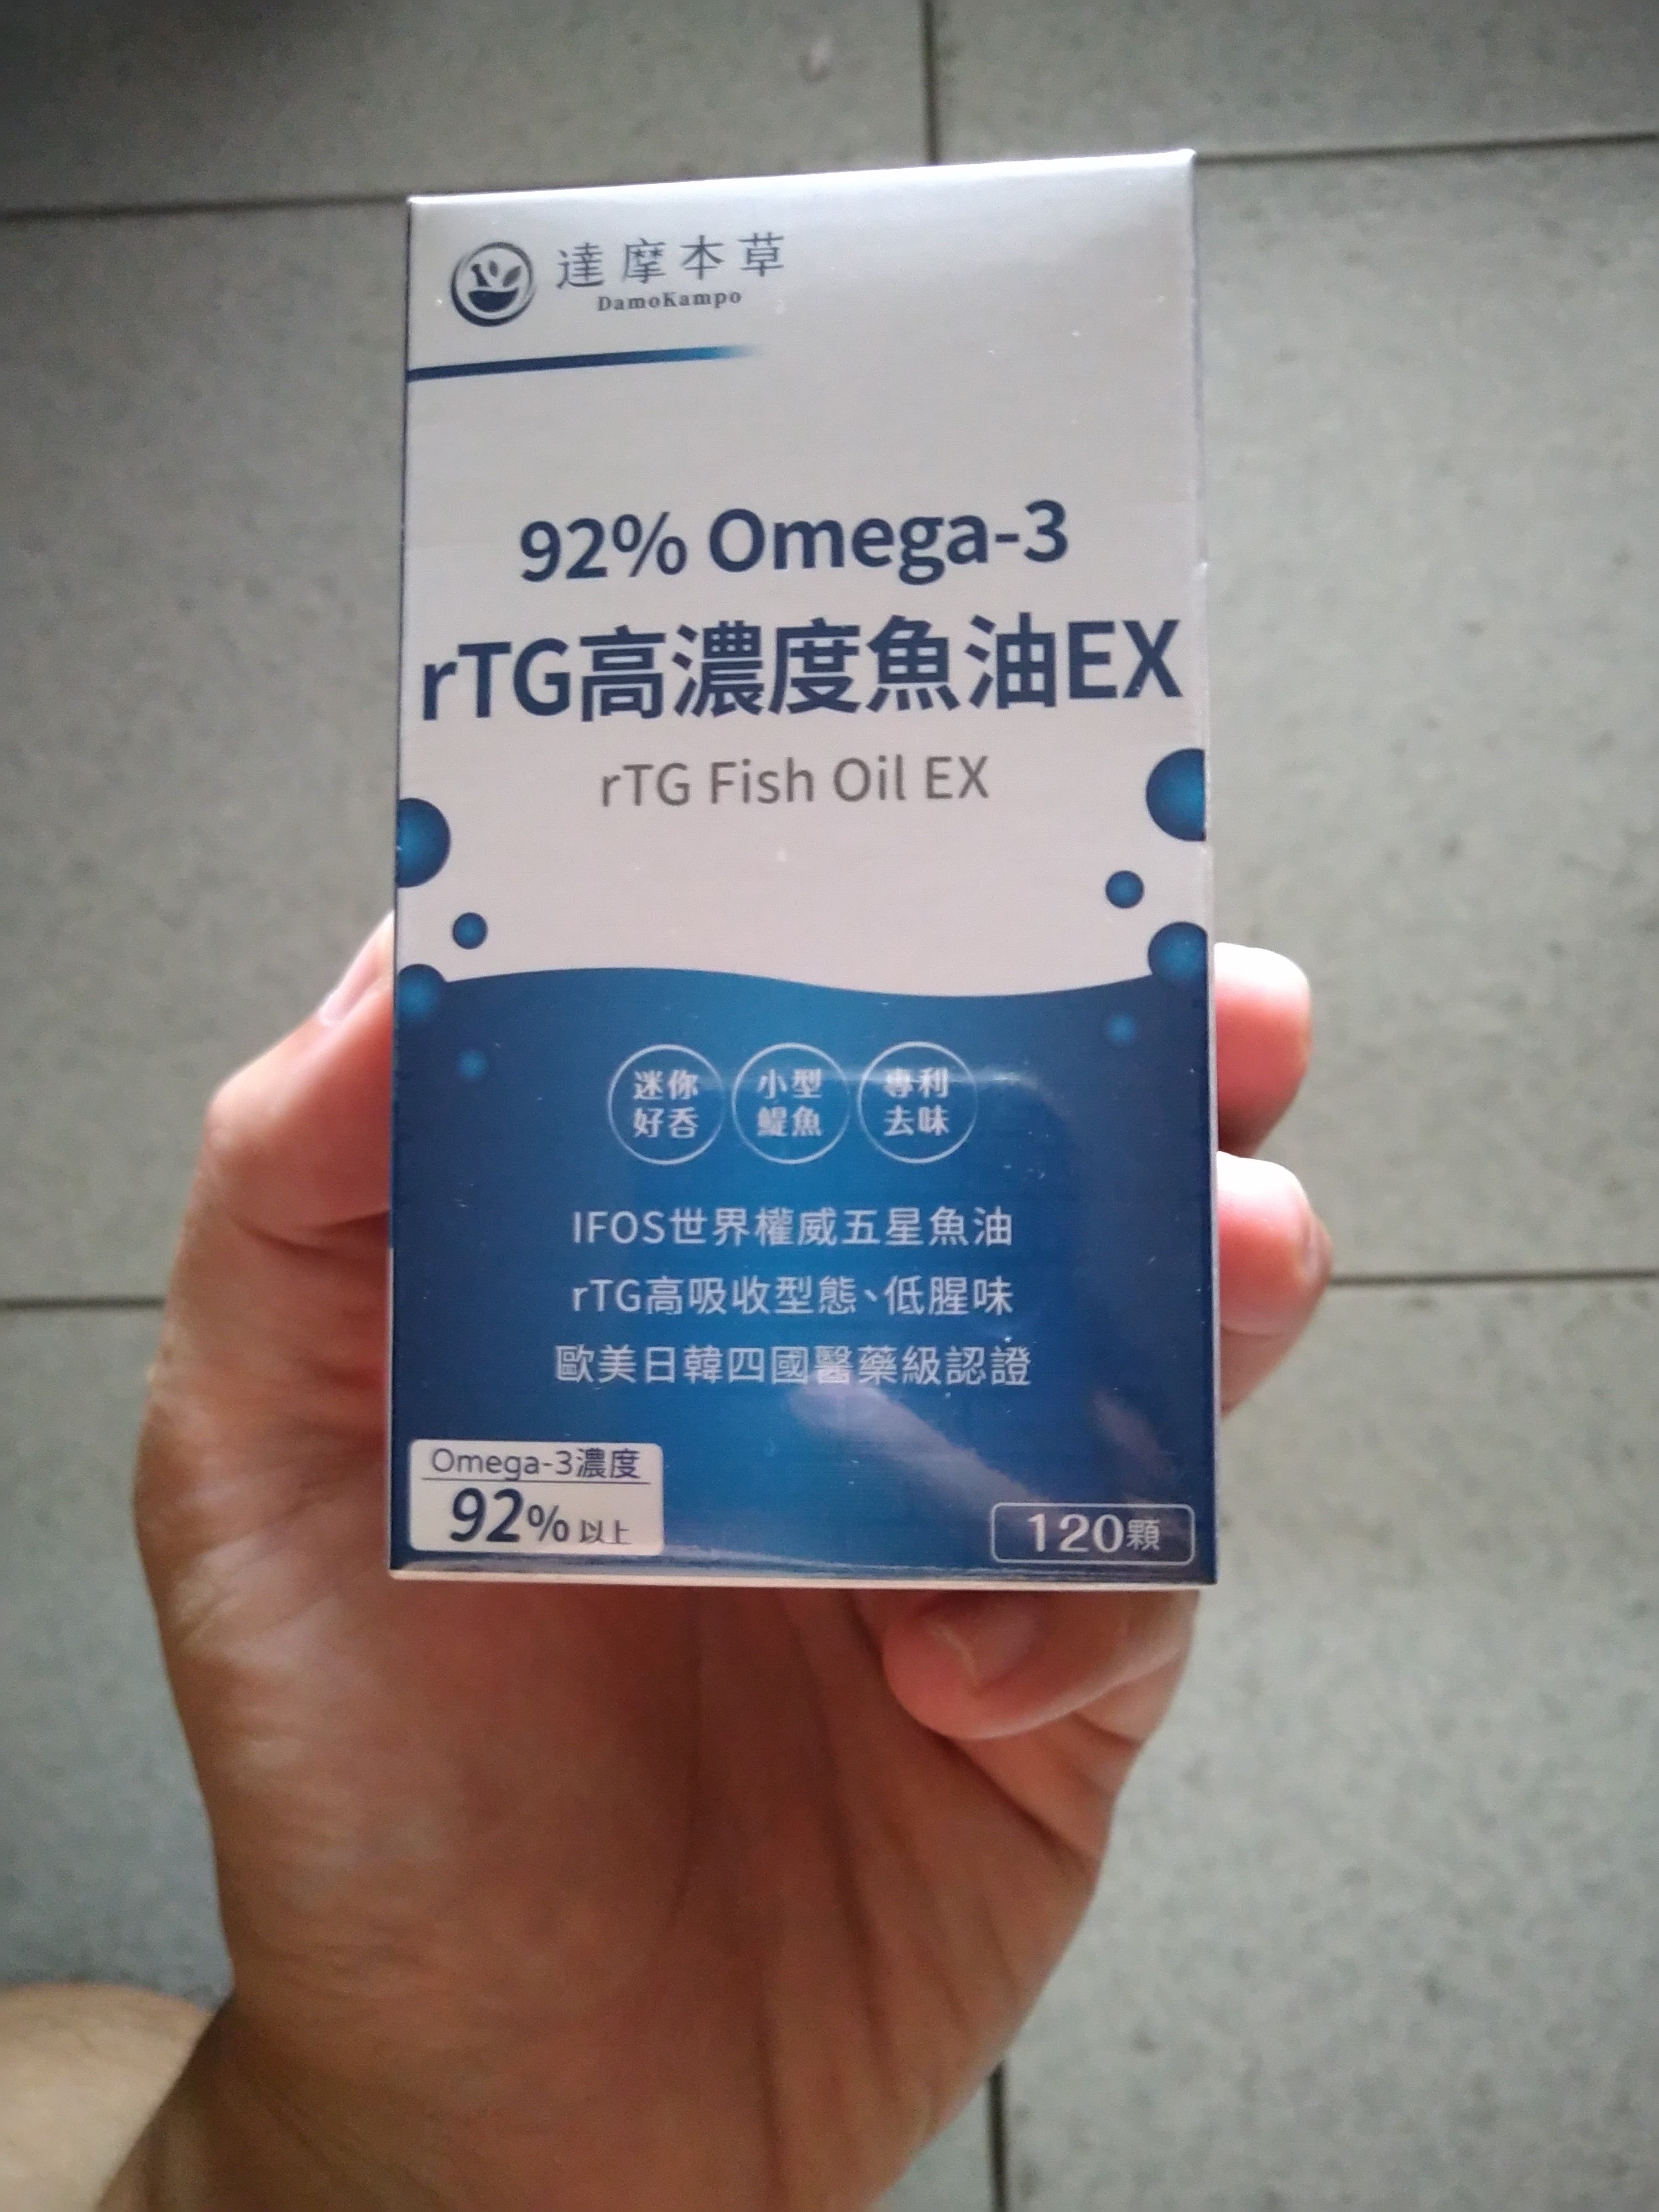 達摩本草
DamoKampo
92% Omega-3
rTG高濃度魚油EX
rTG Fish Oil EX
迷你
好吞
小型
鯷魚
專利
去味
IFOS世界權威五星魚油
rTG高吸收型態、低腥味
歐美日韓四國醫藥級認證
Omega-3濃度
92%以上
120顆